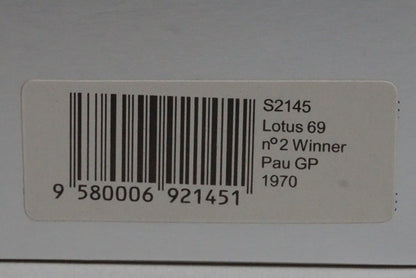 S2145
Lotus 69
nº2 Winner
Pau GP
1970
9 580006 921451